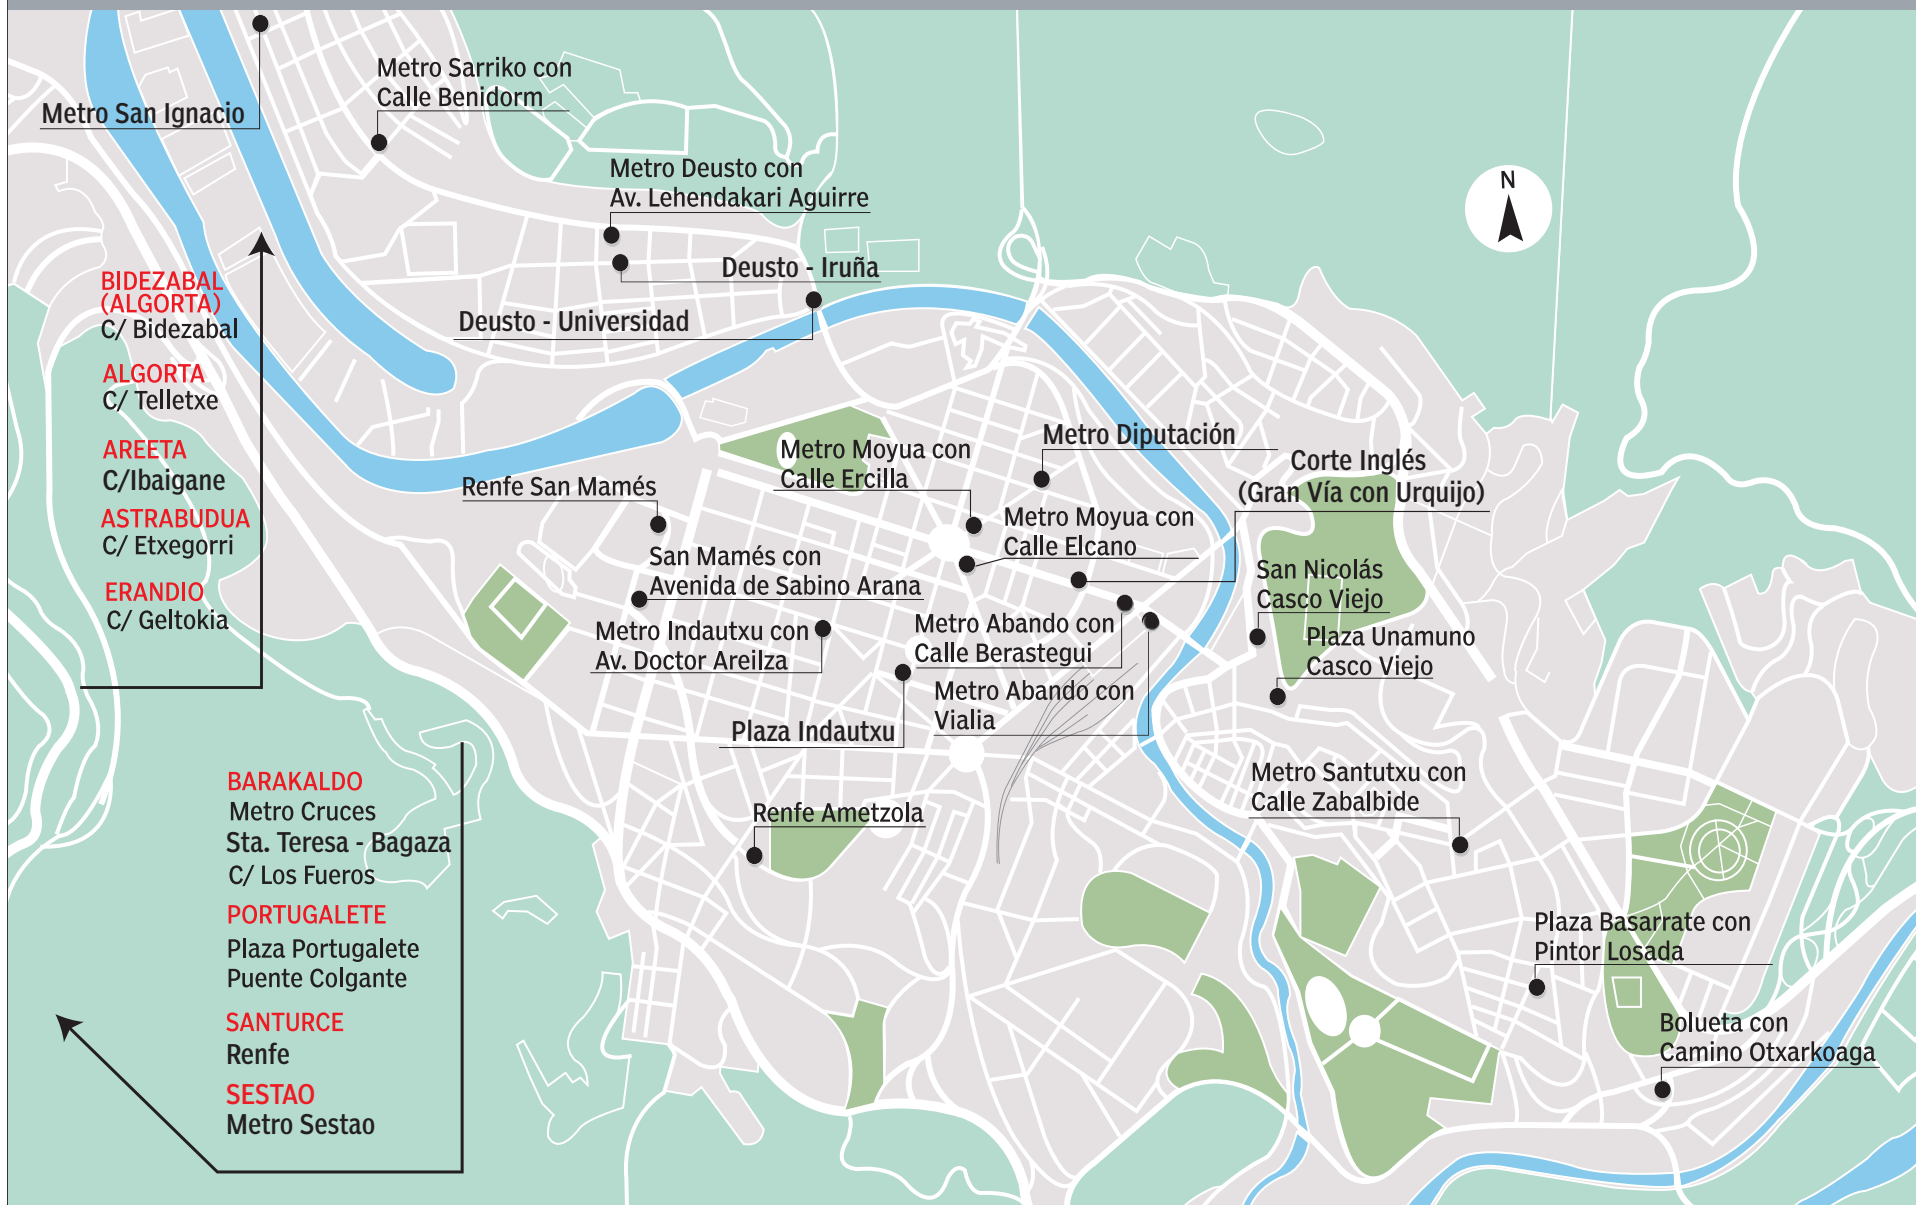 Metro San Ignacio
Metro Sarriko con
Calle Benidorm
Metro Deusto con
Av. Lehendakari Aguirre
Deusto - Iruña
Deusto - Universidad
N
BIDEZABAL
(ALGORTA)
C/ Bidezabal
ALGORTA
C/ Telletxe
AREETA
C/Ibaigane
ASTRABUDUA
C/ Etxegorri
ERANDIO
C/ Geltokia
Renfe San Mamés
Metro Moyua con
Calle Ercilla
Metro Diputación
Corte Inglés
(Gran Vía con Urquijo)
Metro Moyua con
Calle Elcano
San Mamés con
Avenida de Sabino Arana
San Nicolás
Casco Viejo
Metro Indautxu con
Av. Doctor Areilza
Metro Abando con
Calle Berastegui
Plaza Unamuno
Casco Viejo
Metro Abando con
Vialia
Plaza Indautxu
Metro Santutxu con
Calle Zabalbide
Renfe Ametzola
BARAKALDO
Metro Cruces
Sta. Teresa - Bagaza
C/ Los Fueros
PORTUGALETE
Plaza Portugalete
Puente Colgante
SANTURCE
Renfe
SESTAO
Metro Sestao
Plaza Basarrate con
Pintor Losada
Bolueta con
Camino Otxarkoaga